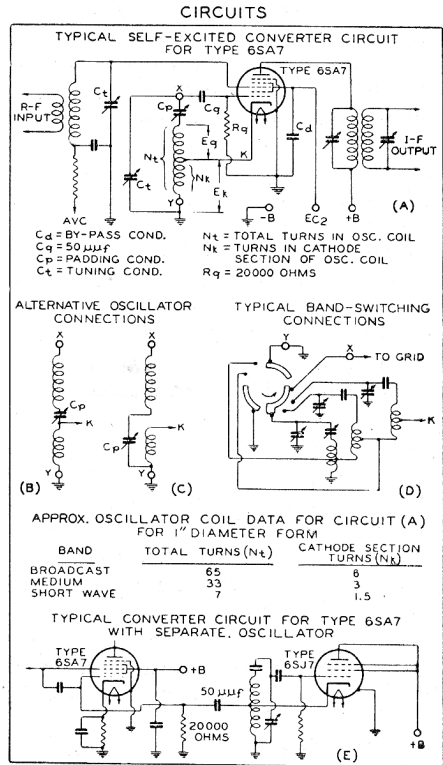 CIRCUITS
TYPICAL SELF-EXCITED CONVERTER CIRCUIT
FOR TYPE 6SA7
TYPE 6SA7
R-F
INPUT
Ct
X
Cp
Cg
Rg
Eg
Nt
Nk
Ct
Ek
Y
K
Cd
I-F
OUTPUT
AVC
-B
EC2
+B
(A)
Cd = BY-PASS COND.
Cg = 50 μμf
Cp = PADDING COND.
Ct = TUNING COND.
Nt = TOTAL TURNS IN OSC. COIL
Nk = TURNS IN CATHODE
SECTION OF OSC. COIL
Rg = 20000 OHMS
ALTERNATIVE OSCILLATOR
CONNECTIONS
X
Cp
K
Y
(B)
X
K
Cp
Y
(C)
TYPICAL BAND-SWITCHING
CONNECTIONS
Y
X
TO GRID
K
(D)
APPROX. OSCILLATOR COIL DATA FOR CIRCUIT (A)
FOR 1" DIAMETER FORM
BAND TOTAL TURNS (Nt) CATHODE SECTION
TURNS (Nk)
BROADCAST 65 6
MEDIUM 33 3
SHORT WAVE 7 1.5
TYPICAL CONVERTER CIRCUIT FOR TYPE 6SA7
WITH SEPARATE. OSCILLATOR
TYPE
6SA7
+B
50 μμf
20000
OHMS
TYPE
6SJ7
+B
(E)